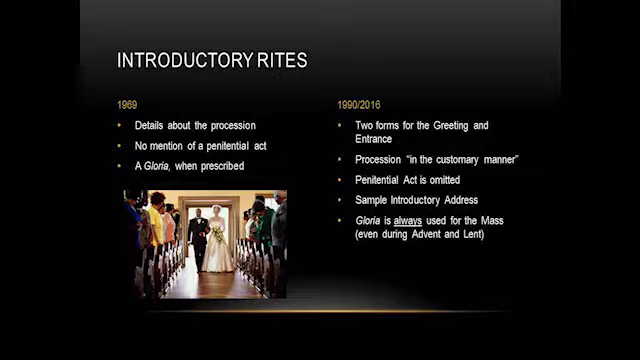 INTRODUCTORY RITES
1969
• Details about the procession
• No mention of a penitential act
• A Gloria, when prescribed
1990/2016
• Two forms for the Greeting and
Entrance
• Procession “in the customary manner”
• Penitential Act is omitted
• Sample Introductory Address
• Gloria is always used for the Mass
(even during Advent and Lent)